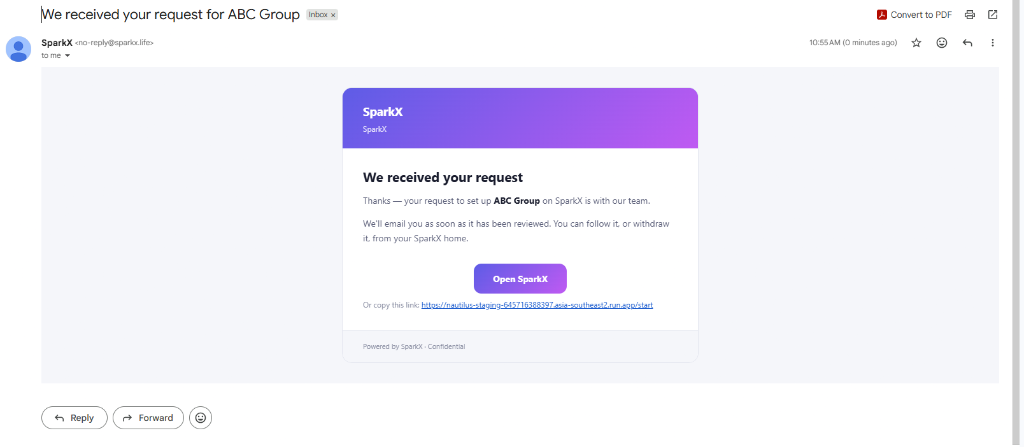 We received your request for ABC Group Inbox x
Convert to PDF
SparkX <no-reply@sparkx.life>
10:55 AM (0 minutes ago)
to me
SparkX
SparkX
We received your request
Thanks — your request to set up ABC Group on SparkX is with our team.
We'll email you as soon as it has been reviewed. You can follow it, or withdraw
it, from your SparkX home.
Open SparkX
Or copy this link: https://nautilus-staging-645716388397.asia-southeast2.run.app/start
Powered by SparkX · Confidential
Reply
Forward